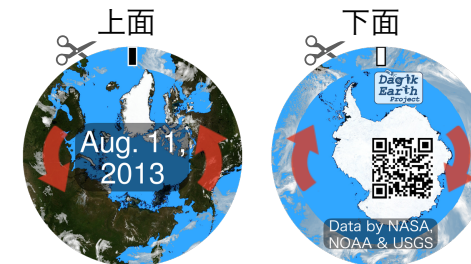 上面
下面
Aug. 11,
2013
Dagik
Earth
Project
Data by NASA,
NOAA & USGS